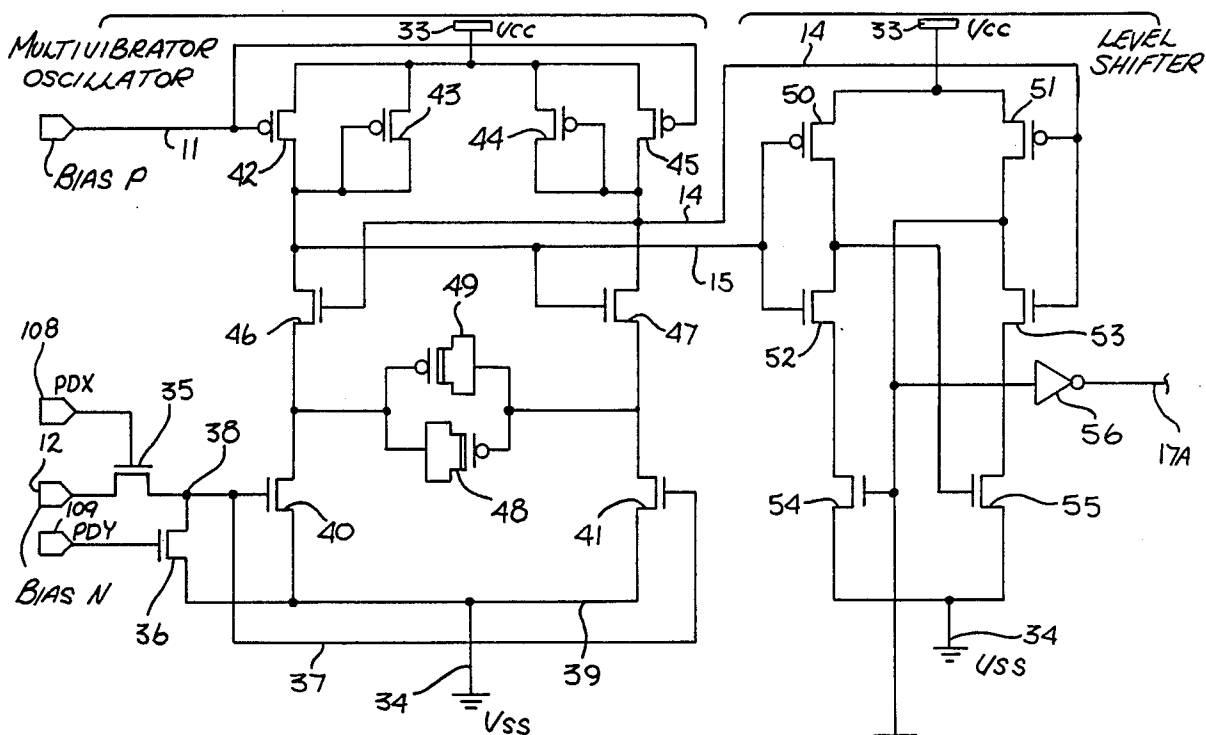 MULTIVIBRATOR
OSCILLATOR
33 VCC
33 VCC
14
LEVEL
SHIFTER
BIAS P
11
42
43
44
45
50
51
14
15
46
49
47
52
53
108
PDX
35
12
38
109
PDY
BIAS N
36
40
48
41
54
55
56
17A
37
34
VSS
39
34
VSS